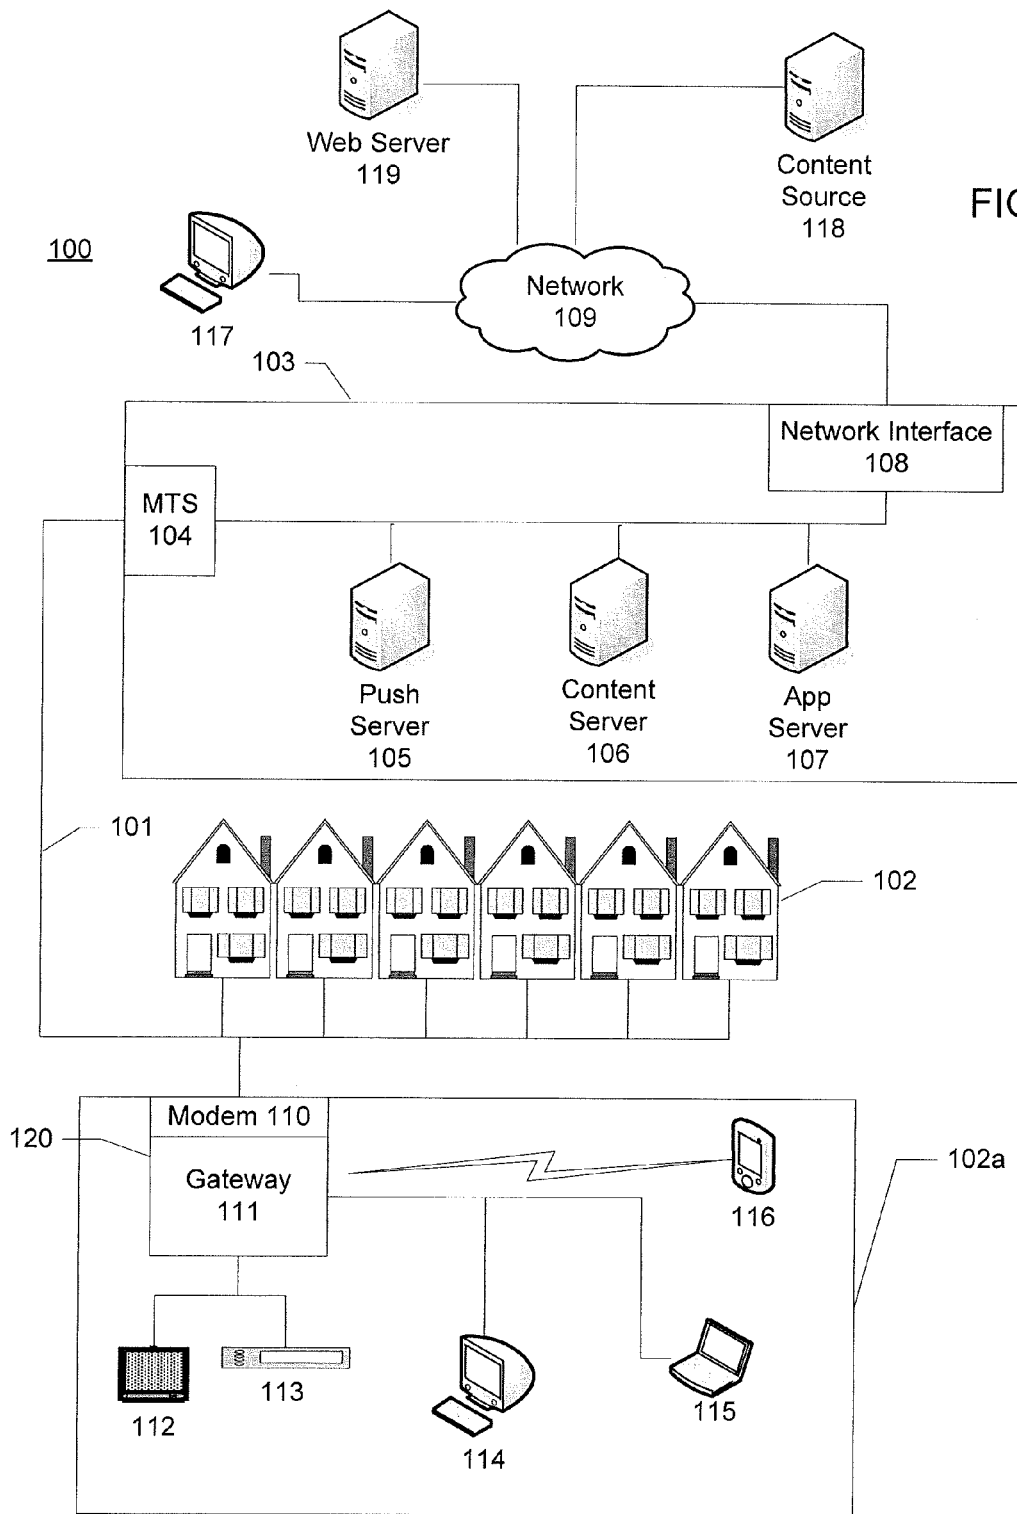 Web Server
119
Content
Source
118
FIG
100
117
Network
109
103
Network Interface
108
MTS
104
Push
Server
105
Content
Server
106
App
Server
107
101
102
Modem 110
120
Gateway
111
116
102a
112
113
114
115